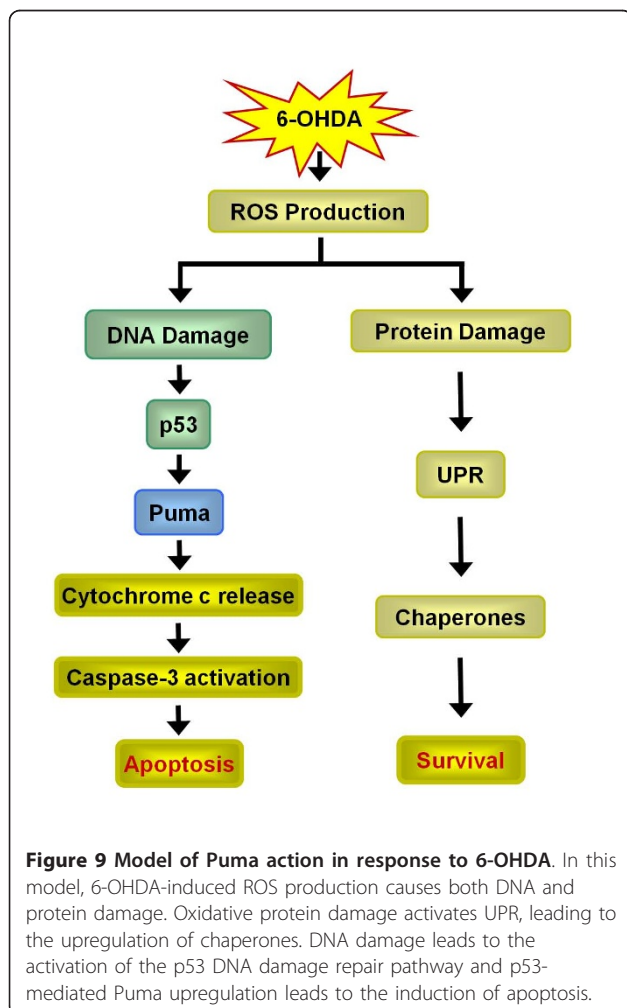 6-OHDA
ROS Production
DNA Damage
Protein Damage
p53
UPR
Puma
Cytochrome c release
Chaperones
Caspase-3 activation
Apoptosis
Survival
Figure 9 Model of Puma action in response to 6-OHDA. In this
model, 6-OHDA-induced ROS production causes both DNA and
protein damage. Oxidative protein damage activates UPR, leading to
the upregulation of chaperones. DNA damage leads to the
activation of the p53 DNA damage repair pathway and p53-
mediated Puma upregulation leads to the induction of apoptosis.